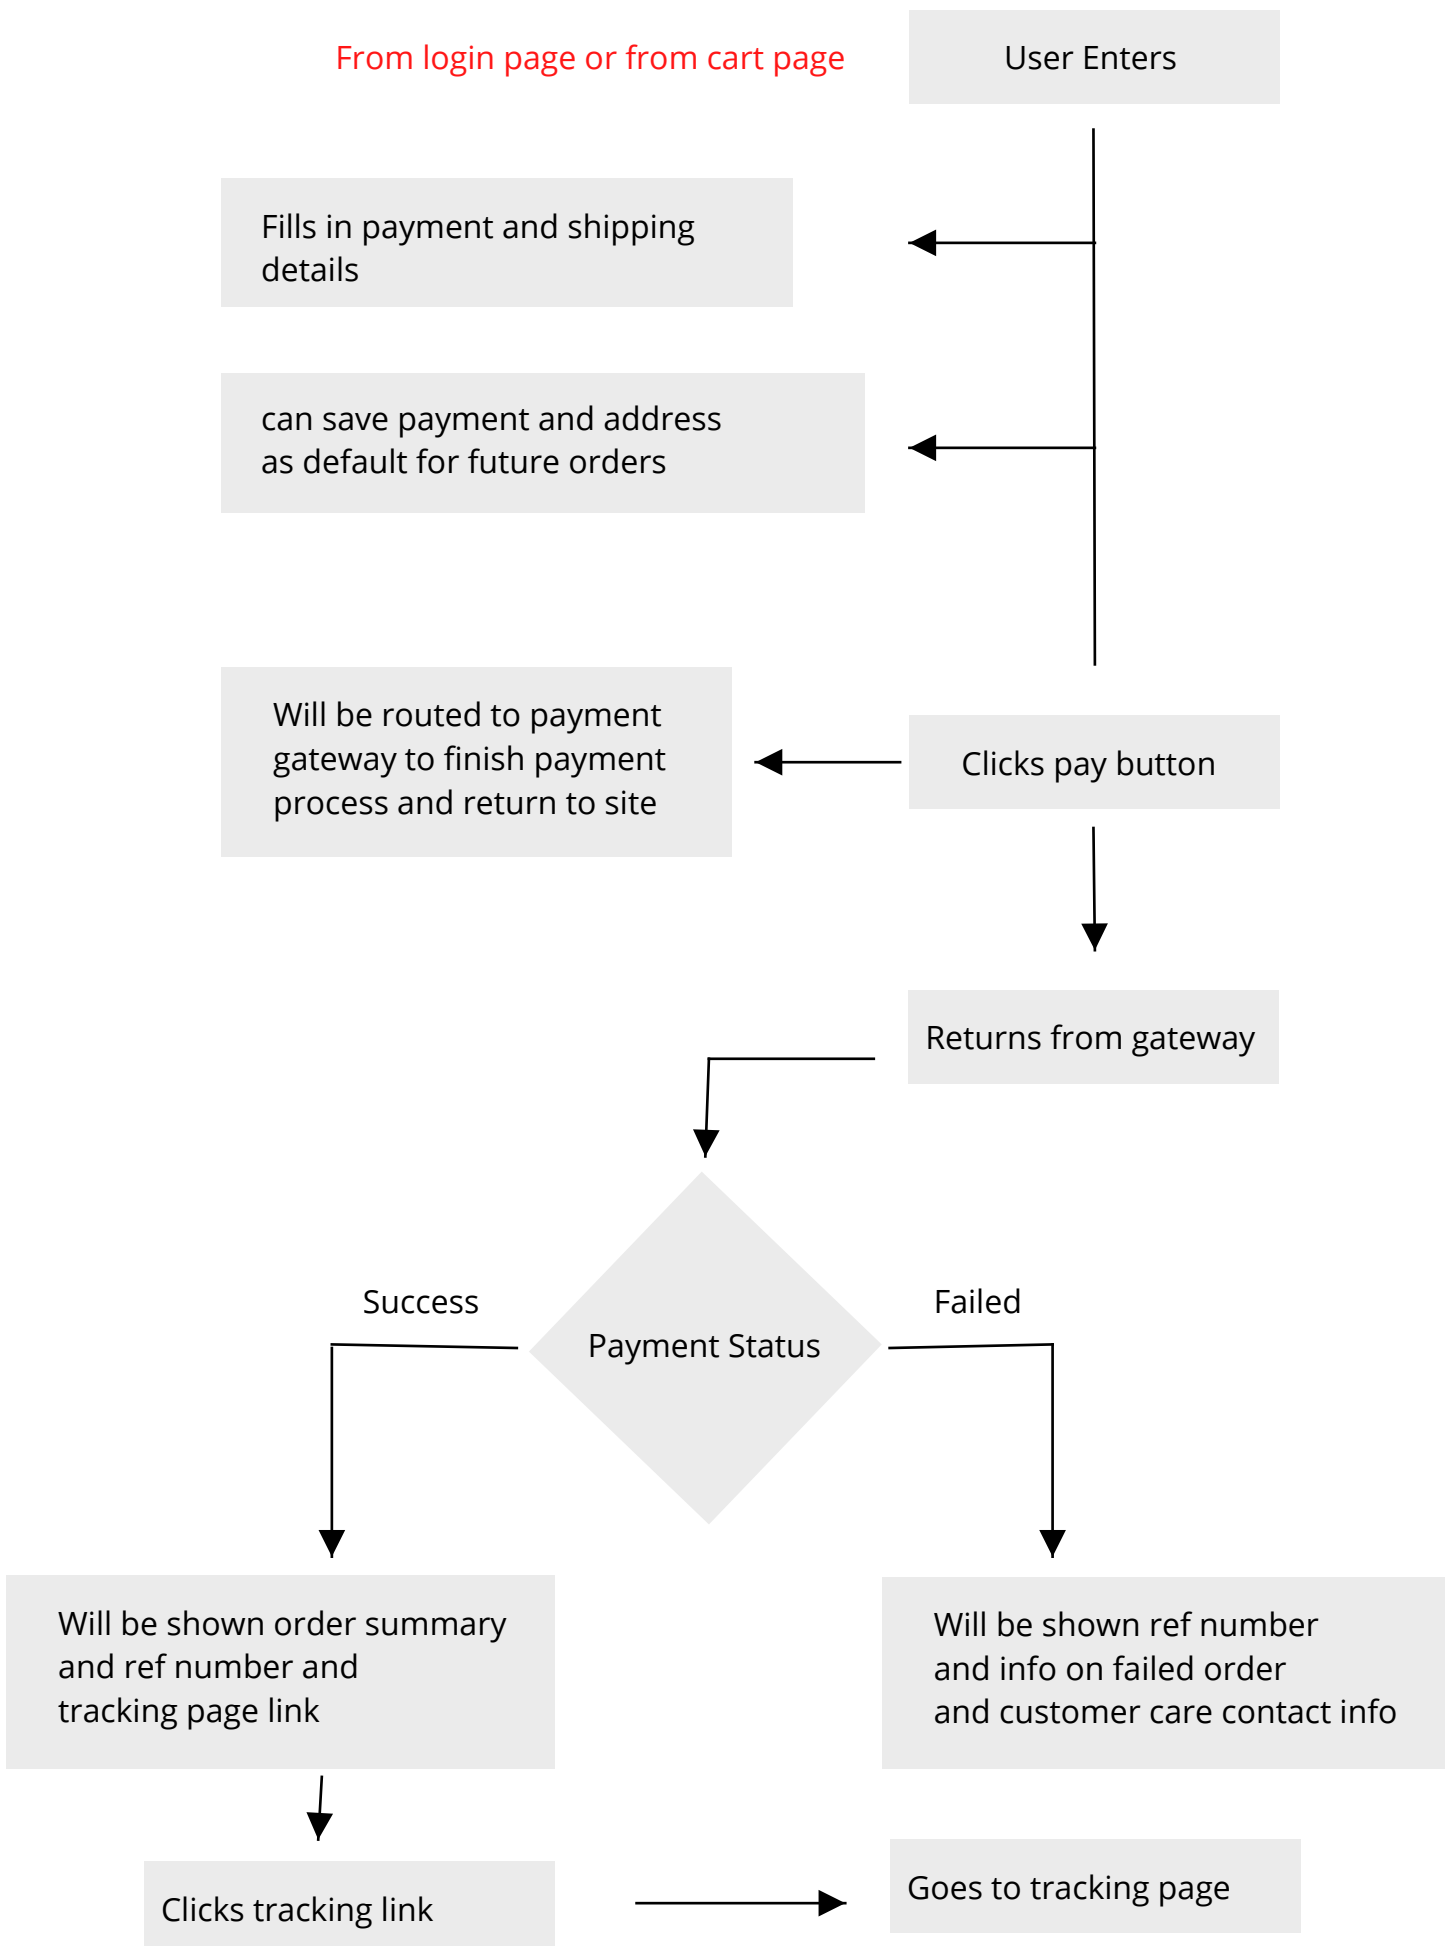 From login page or from cart page
User Enters
Fills in payment and shipping
details
can save payment and address
as default for future orders
Will be routed to payment
gateway to finish payment
process and return to site
Clicks pay button
Returns from gateway
Success
Failed
Payment Status
Will be shown order summary
and ref number and
tracking page link
Will be shown ref number
and info on failed order
and customer care contact info
Clicks tracking link
Goes to tracking page